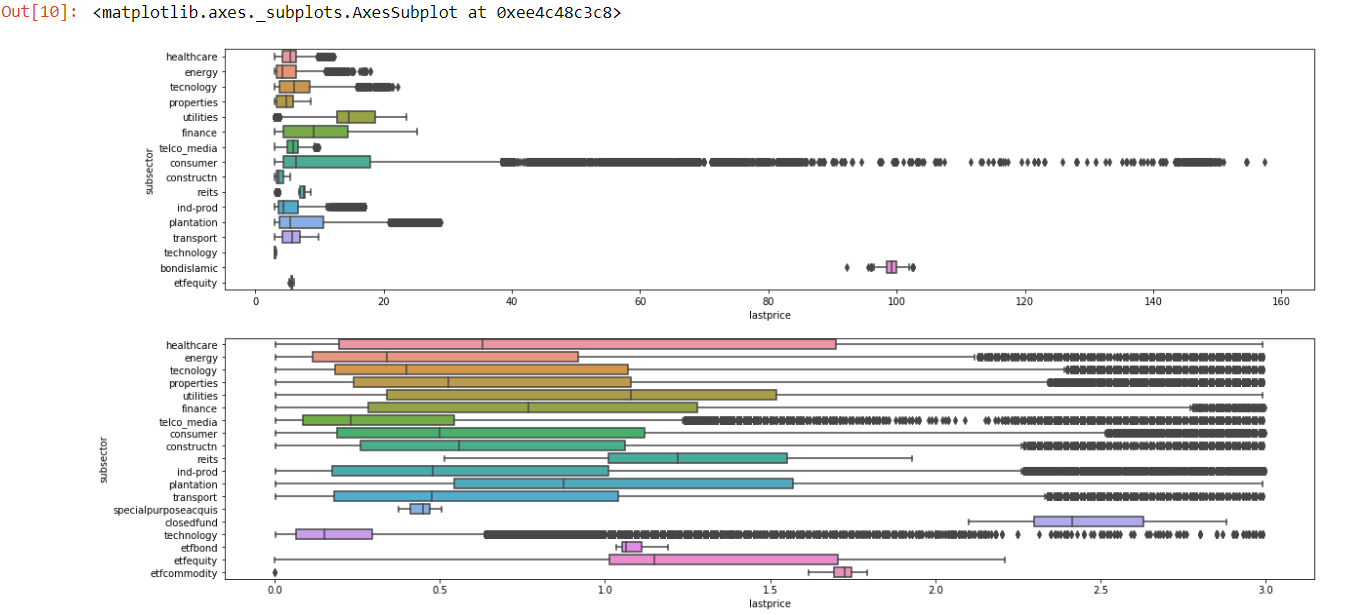 Out[10]: <matplotlib.axes._subplots.AxesSubplot at 0xee4c48c3c8>
healthcare
energy
tecnology
properties
utilities
finance
telco_media
consumer
constructn
reits
ind-prod
plantation
transport
technology
bondislamic
etfequity
subsector
0 20 40 60 80 100 120 140 160
lastprice
healthcare
energy
tecnology
properties
utilities
finance
telco_media
consumer
constructn
reits
ind-prod
plantation
transport
specialpurposeacquis
closedfund
technology
etfbond
etfequity
etfcommodity
subsector
0.0 0.5 1.0 1.5 2.0 2.5 3.0
lastprice